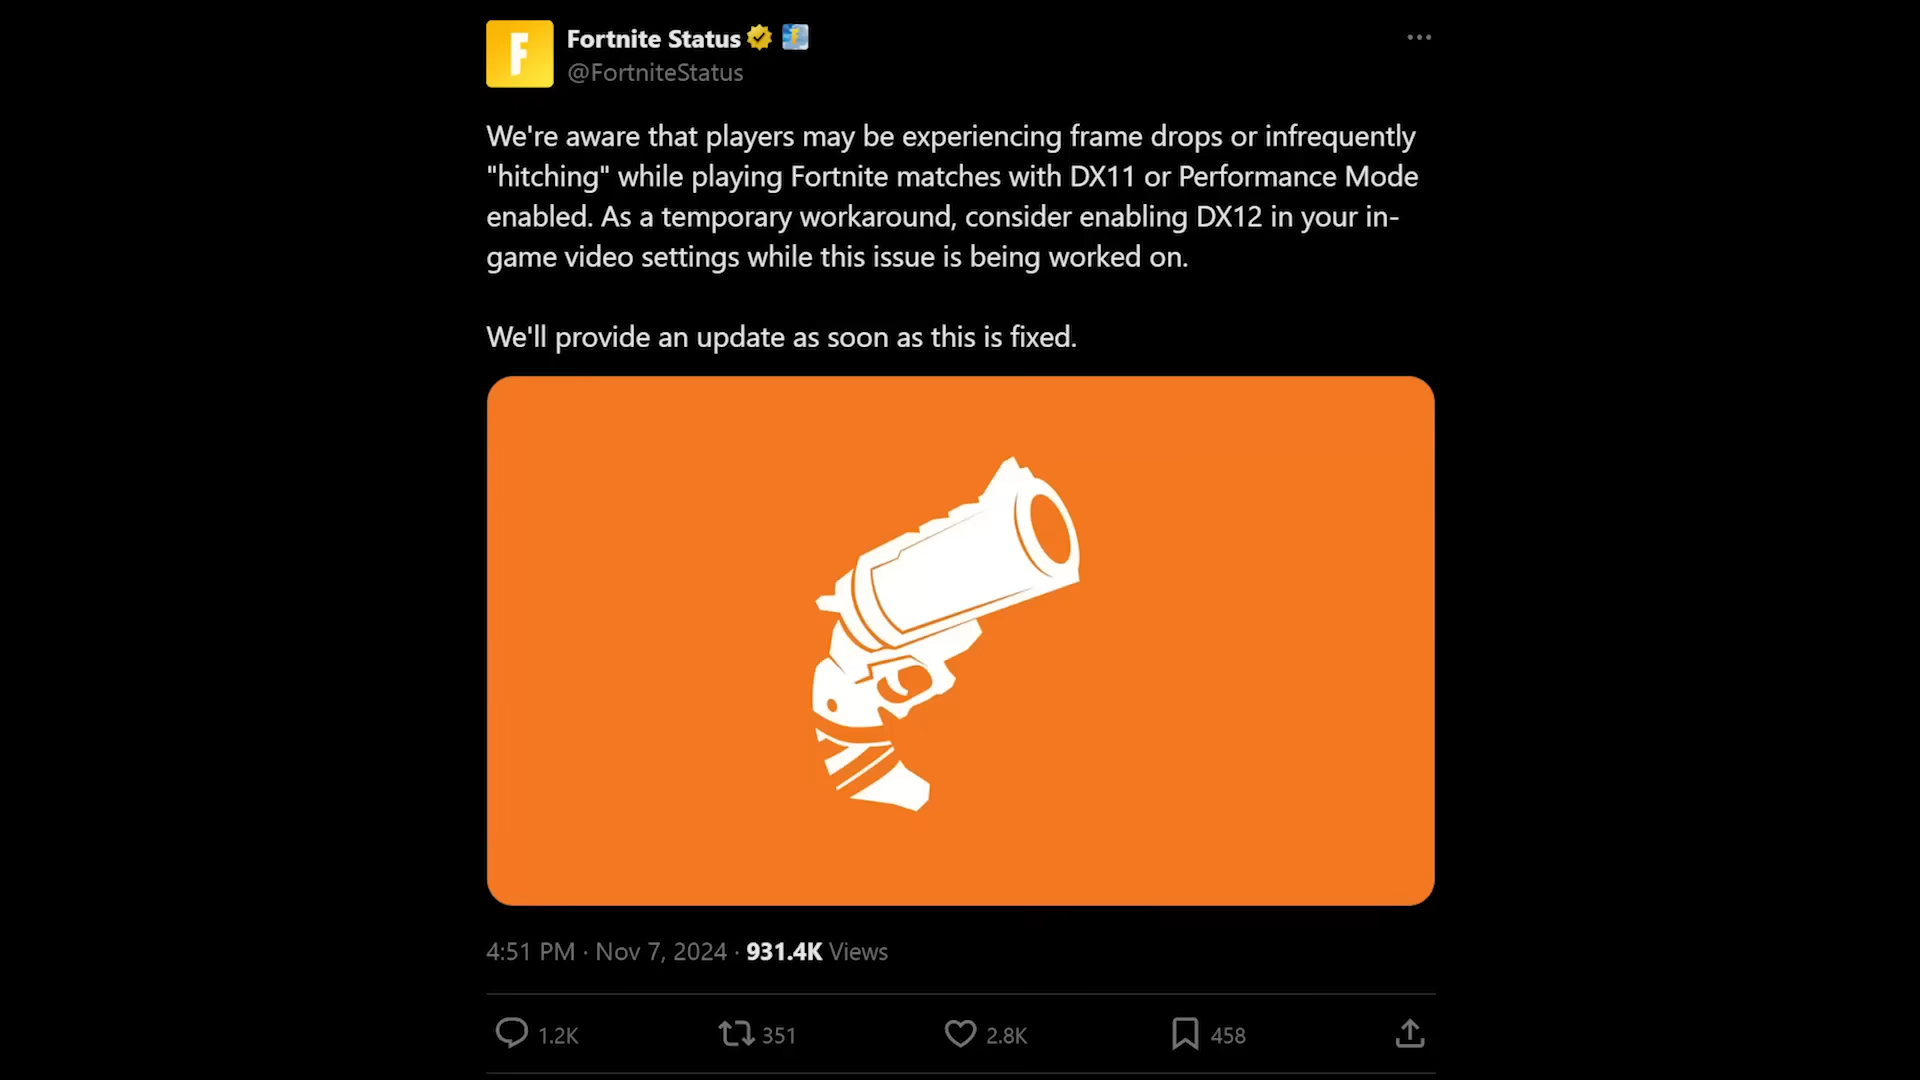 F
Fortnite Status
@FortniteStatus
We're aware that players may be experiencing frame drops or infrequently
"hitching" while playing Fortnite matches with DX11 or Performance Mode
enabled. As a temporary workaround, consider enabling DX12 in your in-
game video settings while this issue is being worked on.
We'll provide an update as soon as this is fixed.
4:51 PM · Nov 7, 2024 · 931.4K Views
1.2K 351 2.8K 458